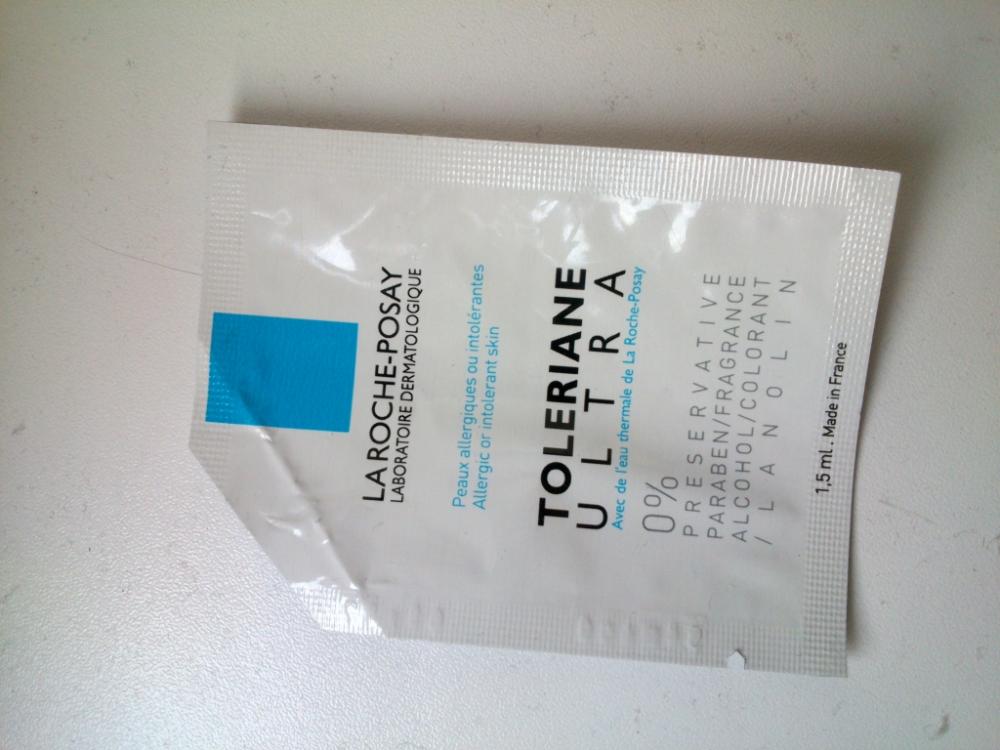 LA ROCHE-POSAY
LABORATOIRE DERMATOLOGIQUE
Peaux allergiques ou intolérantes
Allergic or intolerant skin
TOLERIANE
ULTRA
Avec de l'eau thermale de La Roche-Posay
0%
PRESERVATIVE
PARABEN/FRAGRANCE
ALCOHOL/COLORANT
/LANOLIN
1,5 mL. Made in France